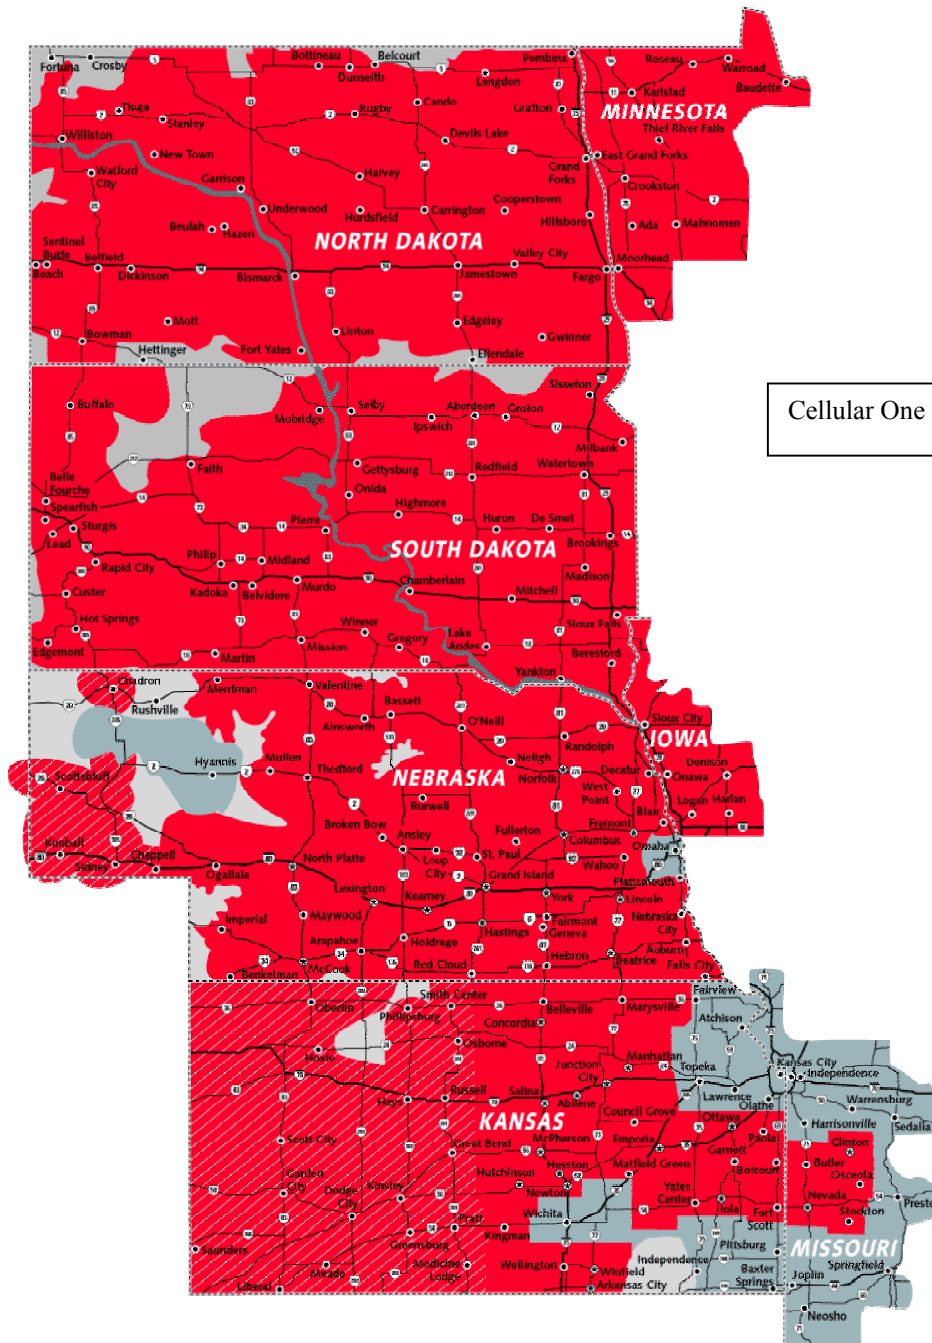 Fortuna
Crosby
Bottineau
Dunseith
Belcourt
Langdon
Pembina
Roseau
Warroad
Baudette
Karlstad
MINNESOTA
Thief River Falls
Tioga
Stanley
Rugby
Cando
Grafton
Williston
New Town
Devils Lake
Grand
Forks
East Grand Forks
Watford
City
Garrison
Harvey
Crookston
Underwood
Hurdsfield
Carrington
Cooperstown
Hillsboro
Ada
Mahnomen
Beulah
Hazen
NORTH DAKOTA
Sentinel
Butte
Beach
Belfield
Dickinson
Bismarck
Jamestown
Valley City
Fargo
Moorhead
Mott
Linton
Edgeley
Gwinner
Bowman
Hettinger
Fort Yates
Ellendale
Sisseton
Buffalo
Mobridge
Selby
Ipswich
Aberdeen
Groton
Milbank
Cellular One
Faith
Gettysburg
Redfield
Watertown
Belle
Fourche
Spearfish
Onida
Highmore
Sturgis
Lead
Pierre
Huron
De Smet
Brookings
SOUTH DAKOTA
Rapid City
Philip
Midland
Madison
Custer
Kadoka
Belvidere
Murdo
Chamberlain
Mitchell
Hot Springs
Winner
Sioux Falls
Edgemont
Martin
Mission
Gregory
Lake
Andes
Beresford
Yankton
Chadron
Rushville
Merriman
Valentine
Bassett
Ainsworth
O'Neill
Sioux City
IOWA
Randolph
Hyannis
Mullen
Thedford
NEBRASKA
Neligh
Norfolk
Decatur
Onawa
Denison
Scottsbluff
Burwell
West
Point
Logan
Harlan
Blair
Broken Bow
Ansley
Fullerton
Fremont
Columbus
Omaha
Kimball
Sidney
Chappell
Ogallala
North Platte
Loup
City
St. Paul
Wahoo
Grand Island
Plattsmouth
Lexington
Kearney
York
Lincoln
Imperial
Maywood
Hastings
Fairmont
Geneva
Nebraska
City
Arapahoe
Holdrege
Auburn
Benkelman
McCook
Red Cloud
Hebron
Beatrice
Falls City
Oberlin
Phillipsburg
Smith Center
Belleville
Marysville
Fairview
Atchison
Concordia
Hoxie
Osborne
Manhattan
Kansas City
Independence
Junction
City
Topeka
Lawrence
Olathe
Warrensburg
Hays
Russell
Salina
Abilene
Council Grove
Ottawa
Harrisonville
Sedalia
KANSAS
Scott City
Great Bend
McPherson
Emporia
Paola
Clinton
Garden
City
Hutchinson
Hesston
Newton
Matfield Green
Garnett
Butler
Osceola
Dodge
City
Kinsley
Yates
Center
Iola
Fort
Scott
Nevada
Stockton
Pratt
Kingman
Wichita
Greensburg
Saunders
Meade
Medicine
Lodge
Wellington
Winfield
Arkansas City
Independence
Pittsburg
MISSOURI
Springfield
Liberal
Baxter
Springs
Joplin
Neosho